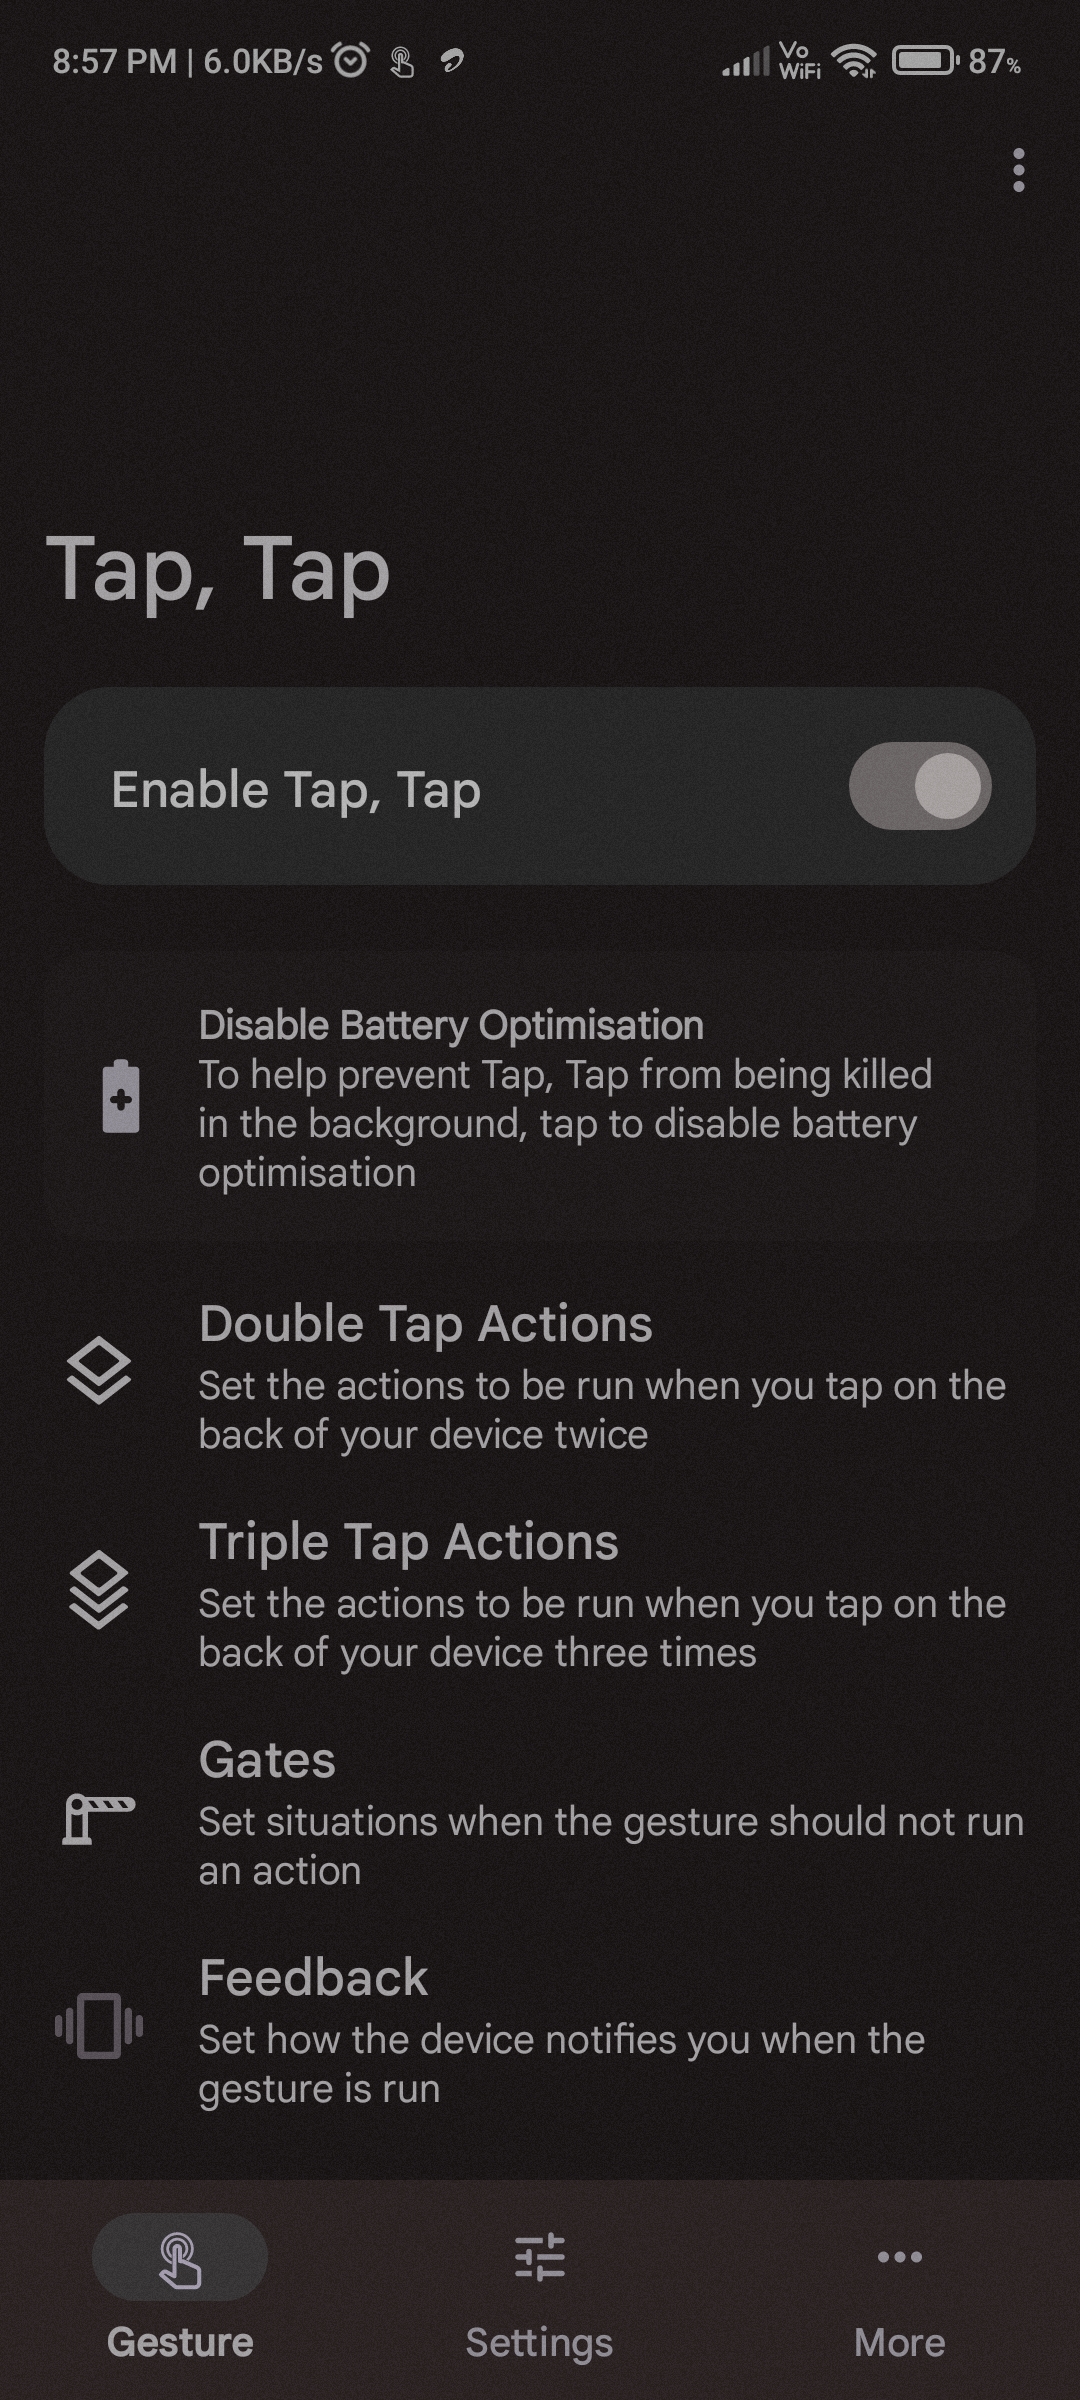 8:57 PM | 6.0KB/s Vo WiFi 87%
Tap, Tap
Enable Tap, Tap
Disable Battery Optimisation
To help prevent Tap, Tap from being killed
in the background, tap to disable battery
optimisation
Double Tap Actions
Set the actions to be run when you tap on the
back of your device twice
Triple Tap Actions
Set the actions to be run when you tap on the
back of your device three times
Gates
Set situations when the gesture should not run
an action
Feedback
Set how the device notifies you when the
gesture is run
Gesture Settings More